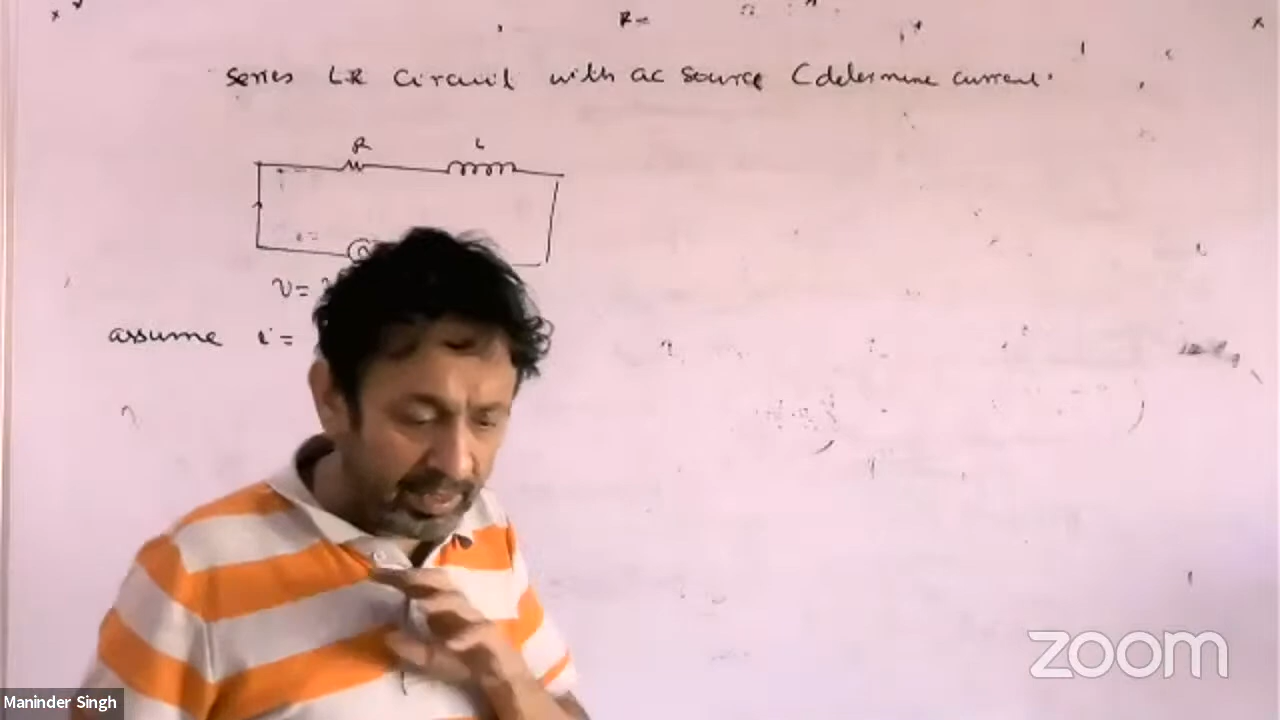 R=
Series LR Circuit with ac source (determine current.
R L
v=
assume i =
zoom
Maninder Singh